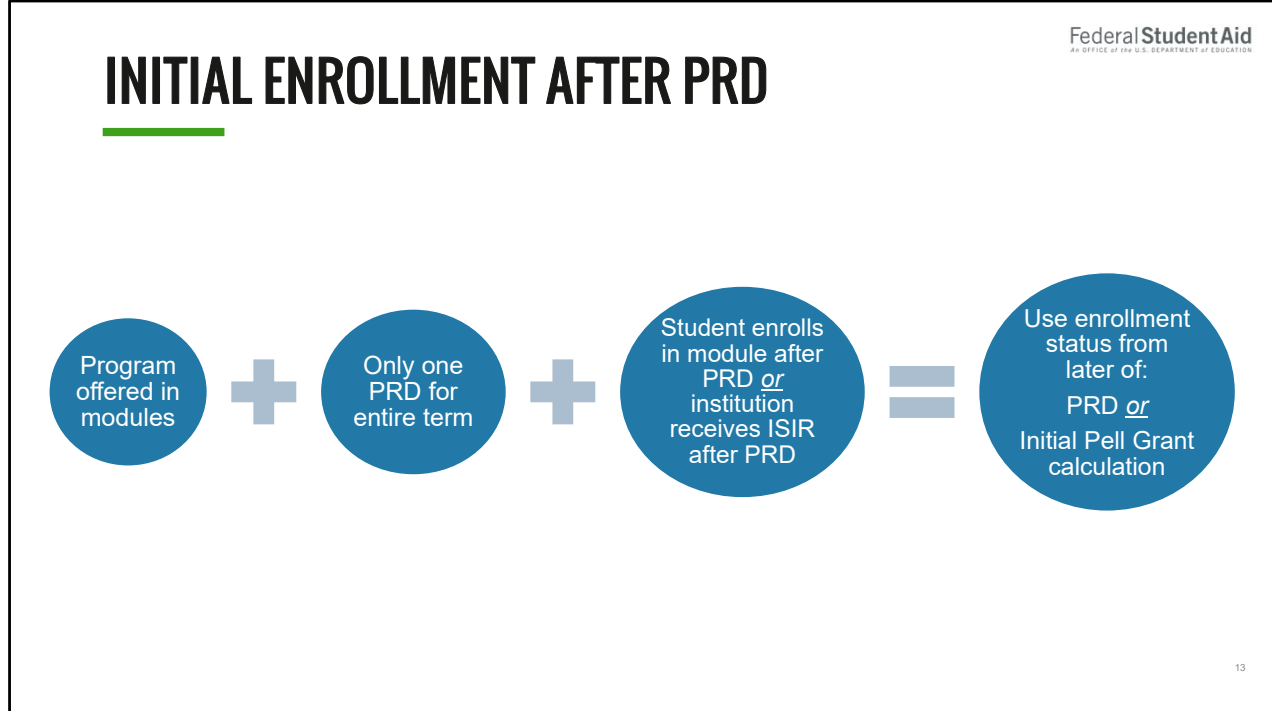 Federal Student Aid
An OFFICE of the U.S. DEPARTMENT of EDUCATION
INITIAL ENROLLMENT AFTER PRD
Program
offered in
modules
Only one
PRD for
entire term
Student enrolls
in module after
PRD or
institution
receives ISIR
after PRD
Use enrollment
status from
later of:
PRD or
Initial Pell Grant
calculation
13